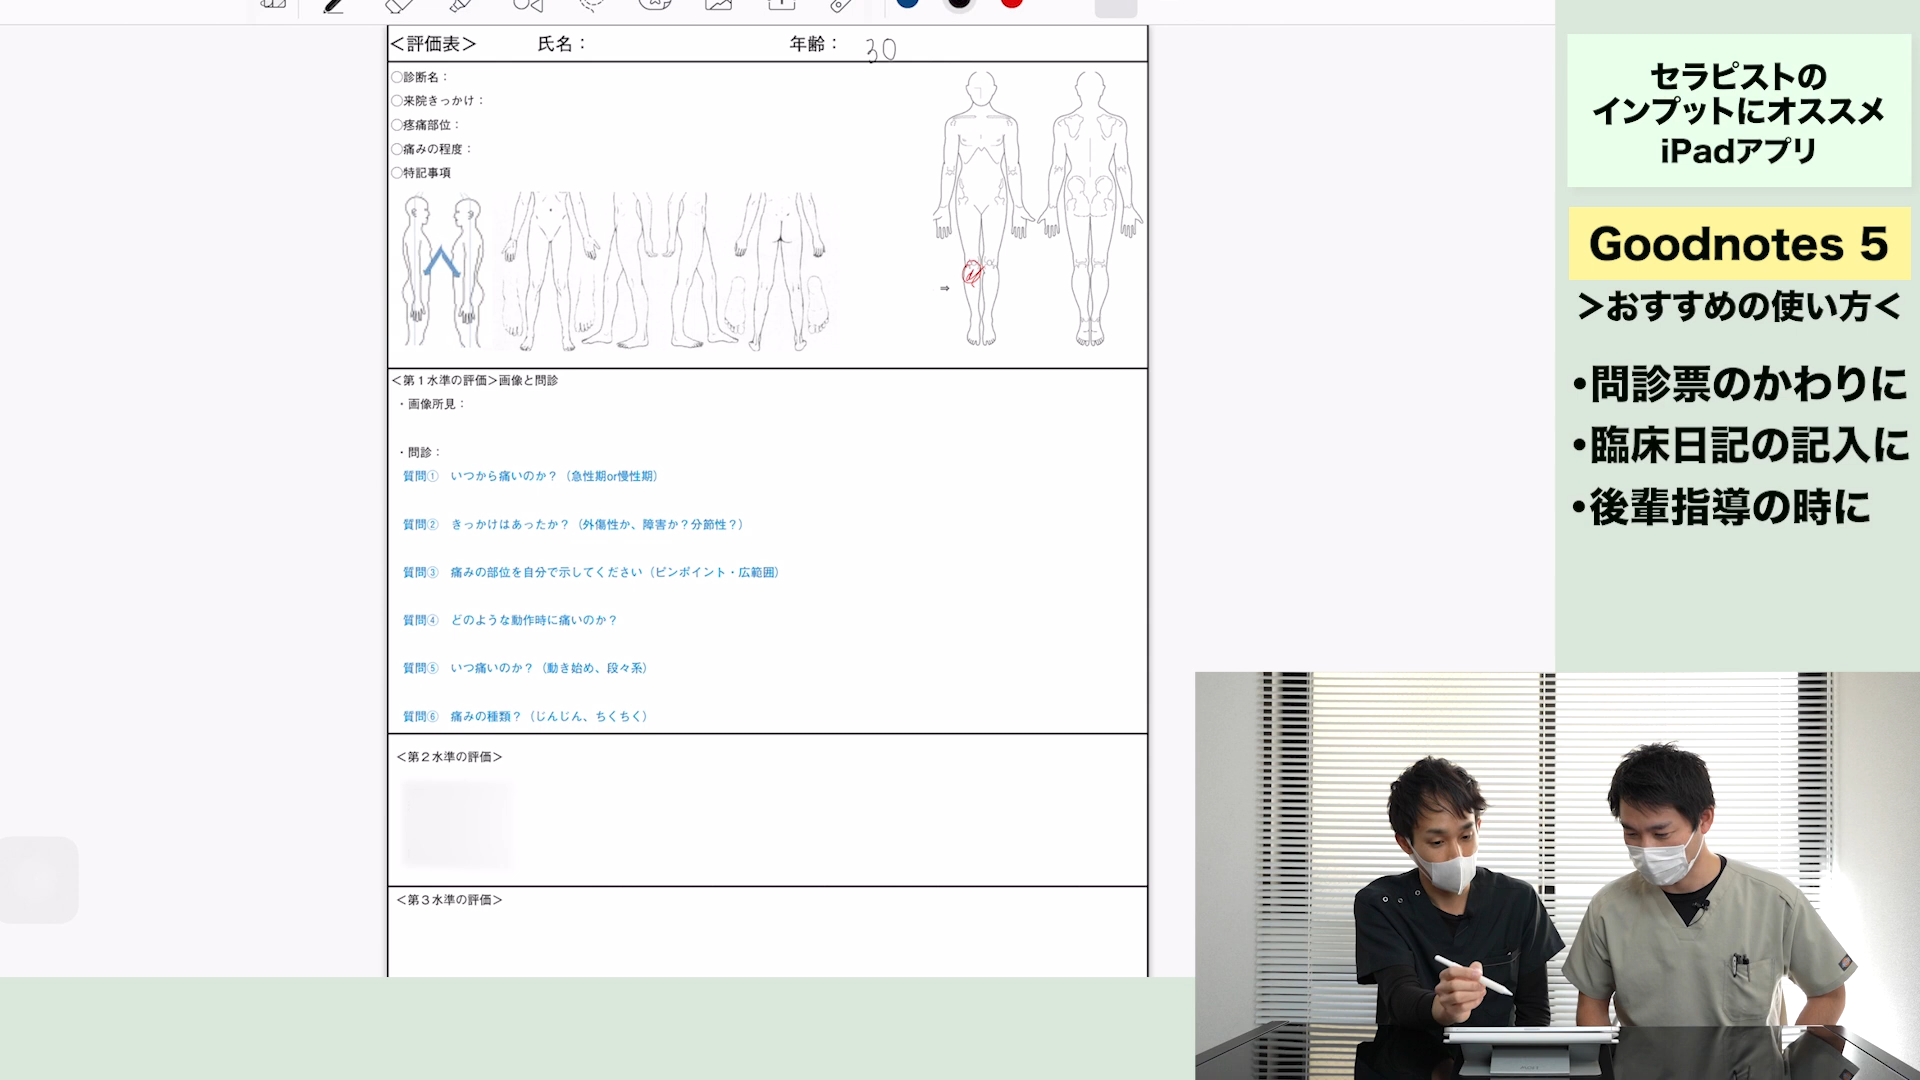 ＜評価表＞ 氏名： 年齢： 30
○診断名：
○来院きっかけ：
○疼痛部位：
○痛みの程度：
○特記事項
⇒
＜第１水準の評価＞画像と問診
・画像所見：
・問診：
質問① いつから痛いのか？（急性期or慢性期）
質問② きっかけはあったか？（外傷性か、障害か？分節性？）
質問③ 痛みの部位を自分で示してください（ピンポイント・広範囲）
質問④ どのような動作時に痛いのか？
質問⑤ いつ痛いのか？（動き始め、段々系）
質問⑥ 痛みの種類？（じんじん、ちくちく）
＜第２水準の評価＞
＜第３水準の評価＞
セラピストの
インプットにオススメ
iPadアプリ
Goodnotes 5
＞おすすめの使い方＜
・問診票のかわりに
・臨床日記の記入に
・後輩指導の時に